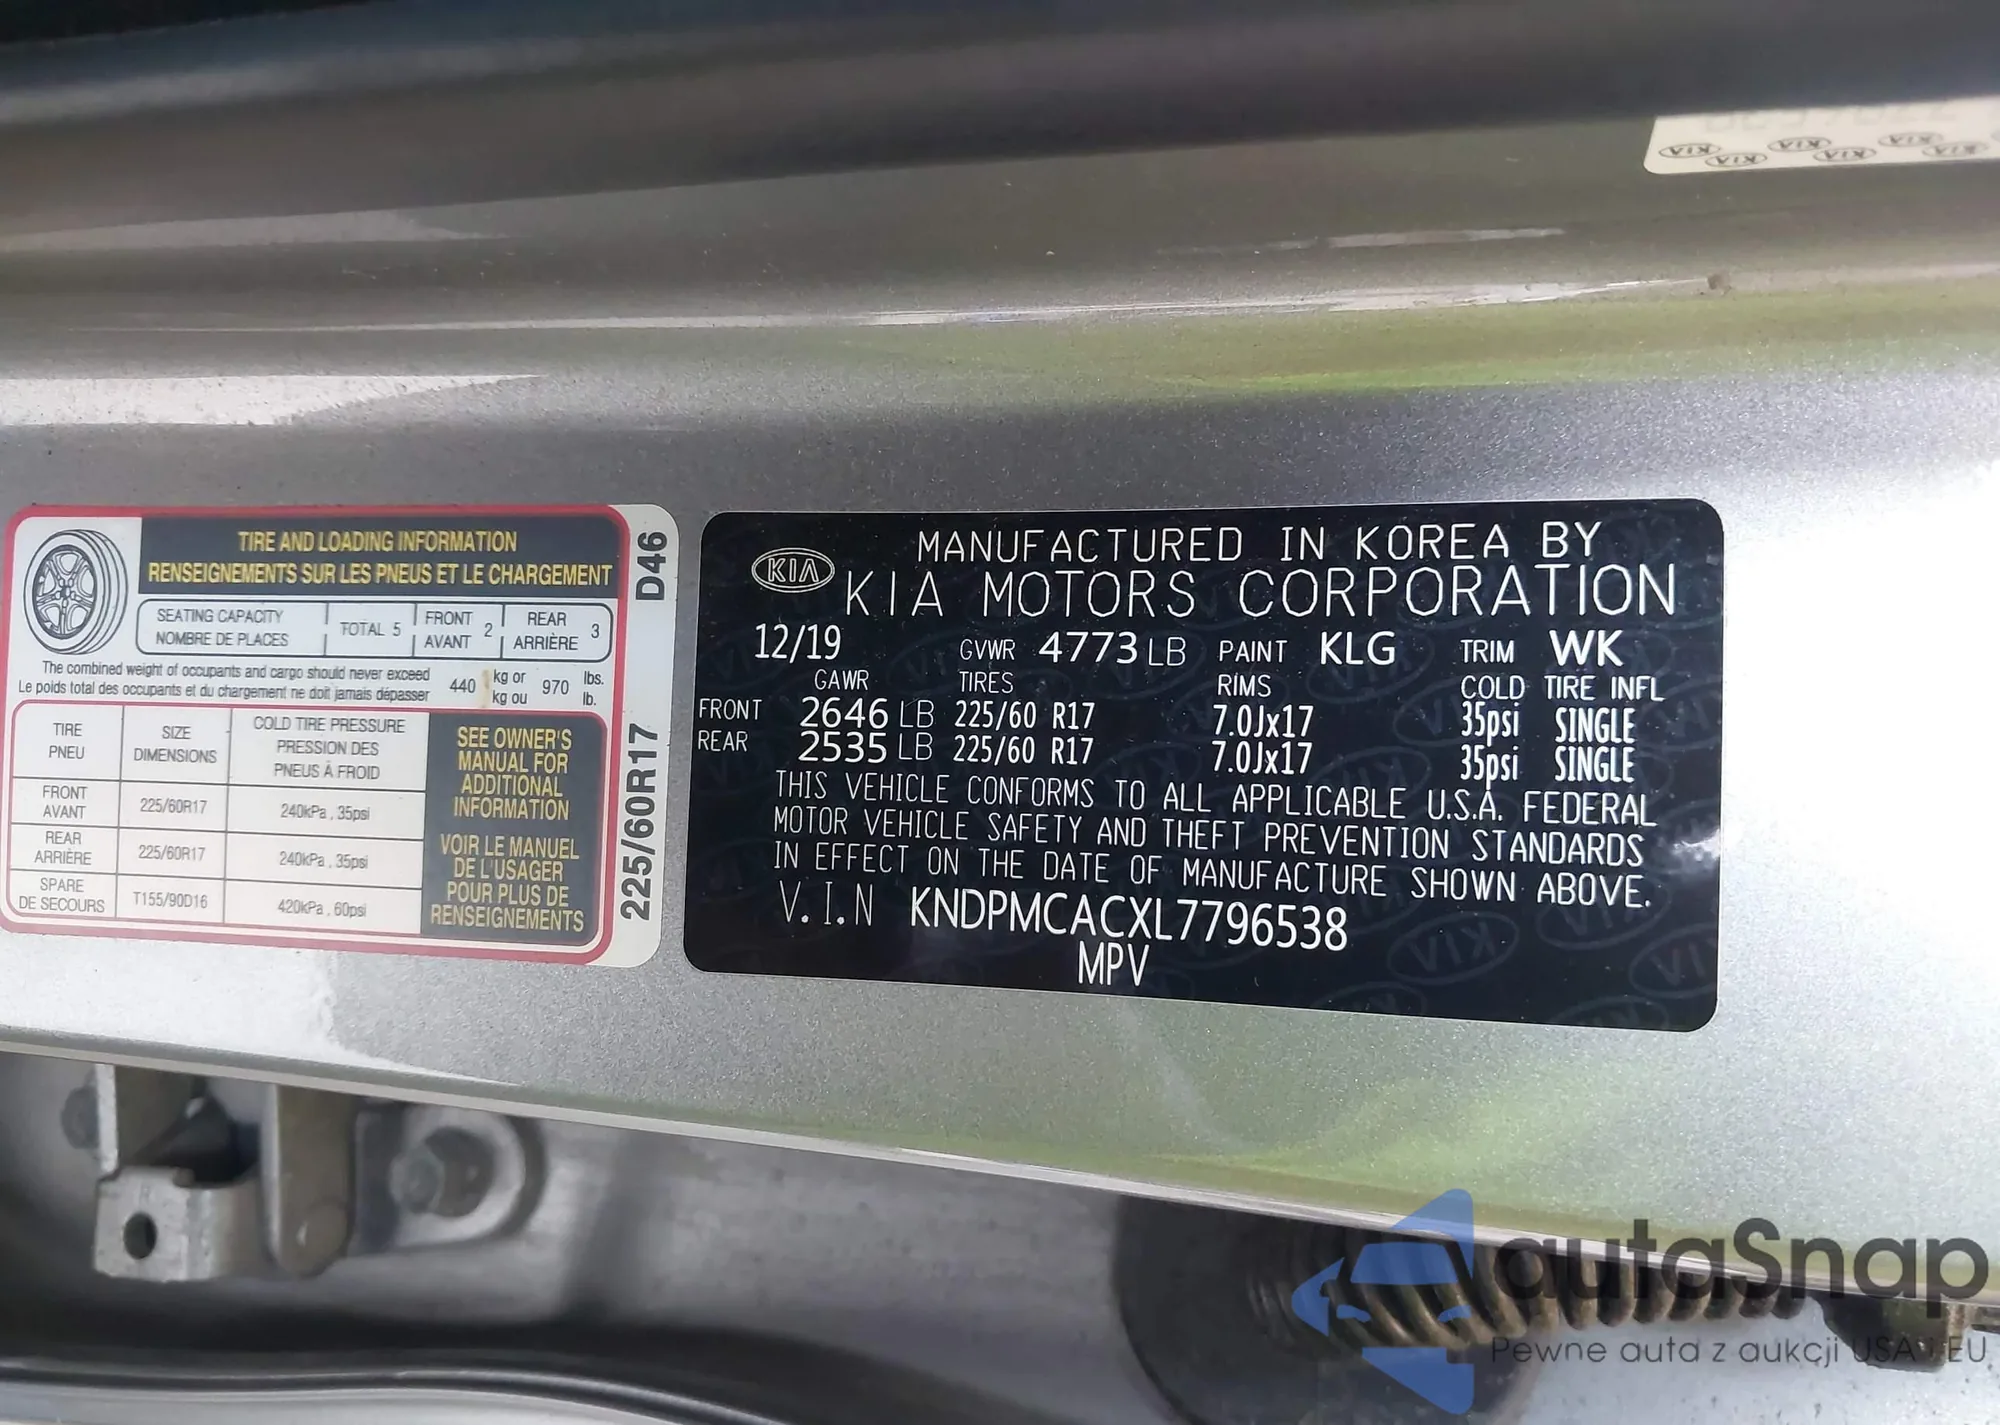 KIA KIA KIA KIA KIA KIA
TIRE AND LOADING INFORMATION
RENSEIGNEMENTS SUR LES PNEUS ET LE CHARGEMENT
SEATING CAPACITY
NOMBRE DE PLACES
TOTAL 5
FRONT
AVANT
2
REAR
ARRIÈRE
3
The combined weight of occupants and cargo should never exceed
Le poids total des occupants et du chargement ne doit jamais dépasser
440
kg or
kg ou
970
lbs.
lb.
TIRE
PNEU
SIZE
DIMENSIONS
COLD TIRE PRESSURE
PRESSION DES
PNEUS À FROID
FRONT
AVANT
225/60R17
240kPa , 35psi
REAR
ARRIÈRE
225/60R17
240kPa , 35psi
SPARE
DE SECOURS
T155/90D16
420kPa , 60psi
SEE OWNER'S
MANUAL FOR
ADDITIONAL
INFORMATION
VOIR LE MANUEL
DE L'USAGER
POUR PLUS DE
RENSEIGNEMENTS
225/60R17 D46
KIA
MANUFACTURED IN KOREA BY
KIA MOTORS CORPORATION
12/19 GVWR 4773 LB PAINT KLG TRIM WK
GAWR TIRES RIMS COLD TIRE INFL
FRONT 2646 LB 225/60 R17 7.0Jx17 35psi SINGLE
REAR 2535 LB 225/60 R17 7.0Jx17 35psi SINGLE
THIS VEHICLE CONFORMS TO ALL APPLICABLE U.S.A. FEDERAL
MOTOR VEHICLE SAFETY AND THEFT PREVENTION STANDARDS
IN EFFECT ON THE DATE OF MANUFACTURE SHOWN ABOVE.
V.I.N KNDPMCACXL7796538
MPV
autaSnap
Pewne auta z aukcji USA i EU